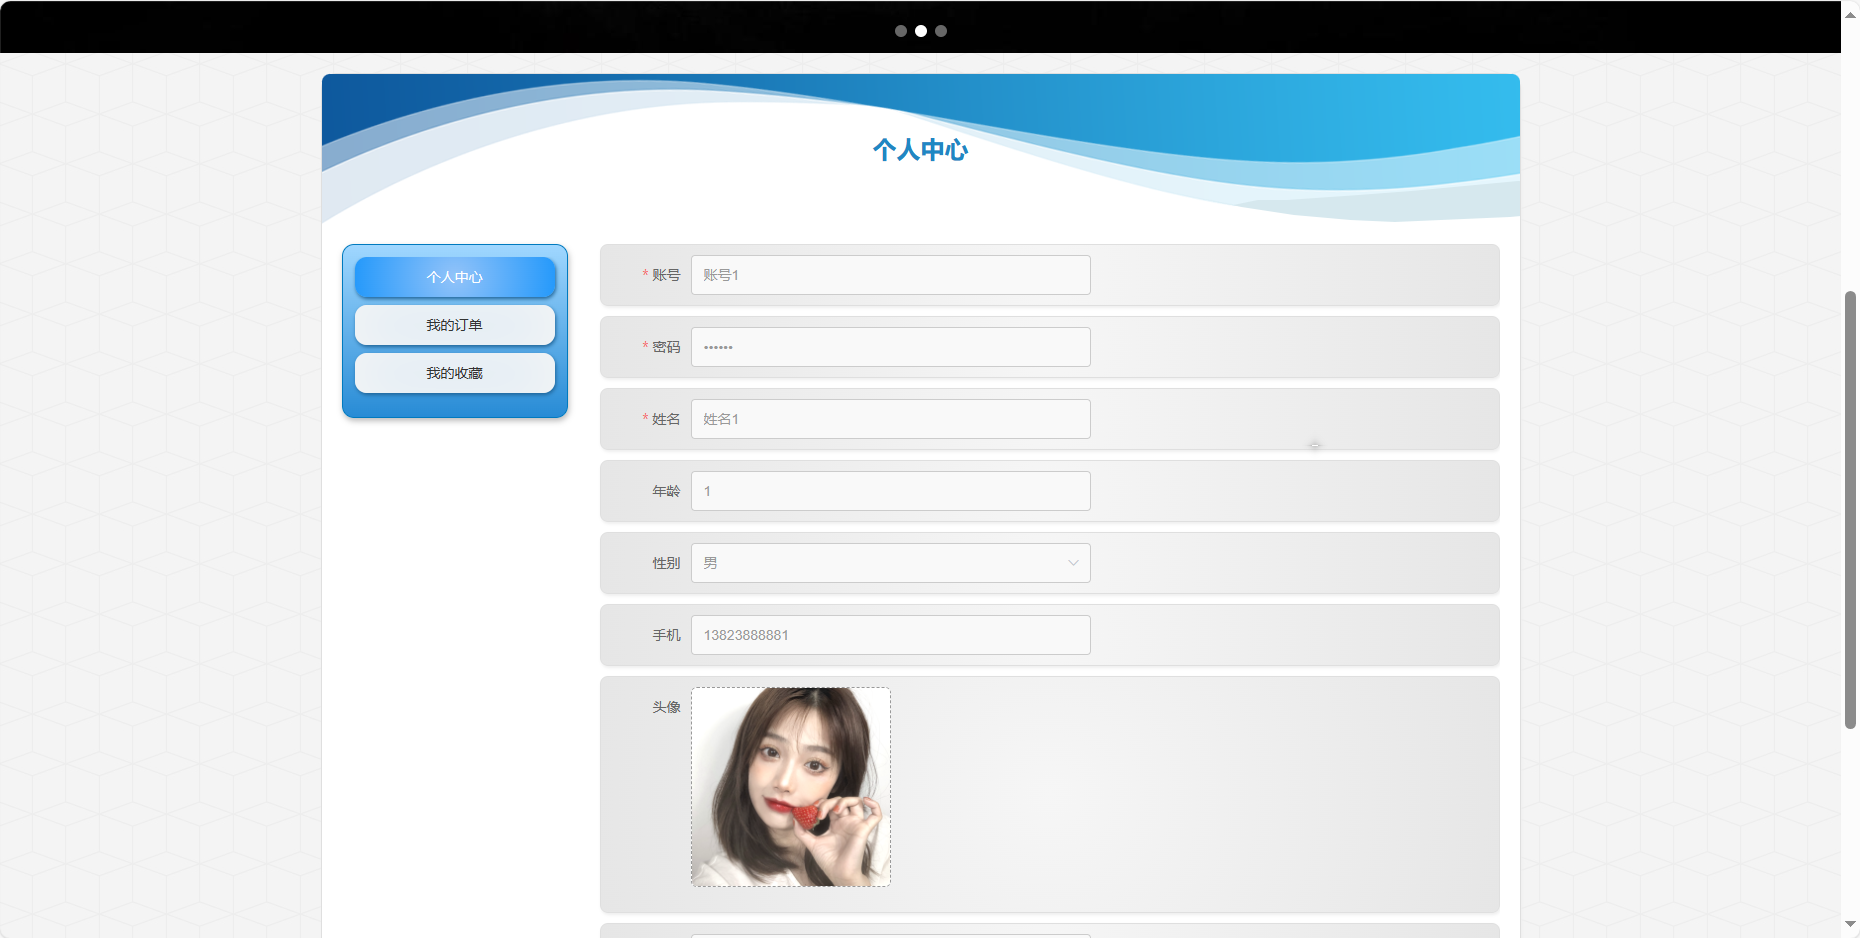 个人中心
个人中心
我的订单
我的收藏
* 账号 账号1
* 密码 ••••••
* 姓名 姓名1
年龄 1
性别 男
手机 13823888881
头像